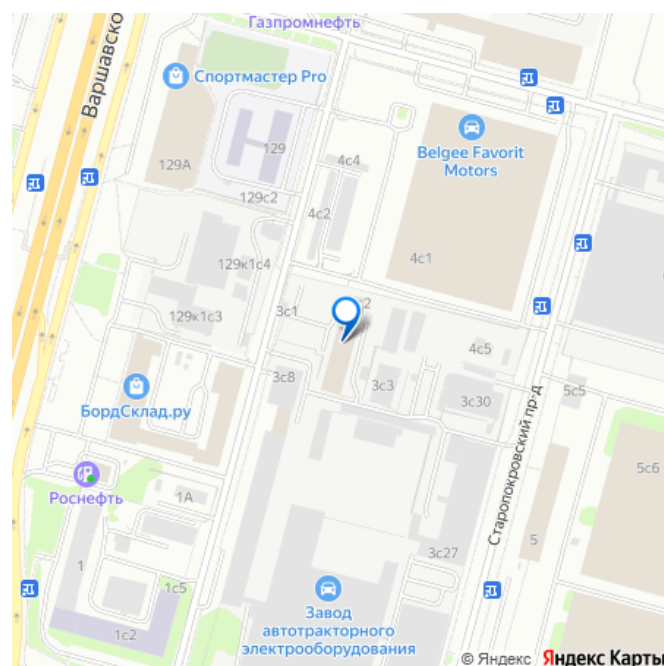 Газпромнефть
Варшавско
Спортмастер Pro
129
129А
4с4
Belgee Favorit
Motors
129с2
4с2
129к1с4
4с1
129к1с3
3с1
с2
4с5
3с8
3с3
3с30
5с5
БордСклад.ру
Старопокровский пр-д
Роснефть
1А
5с6
5
3с27
1
1с5
1с2
Завод
автотракторного
электрооборудования
© Яндекс Яндекс Карты